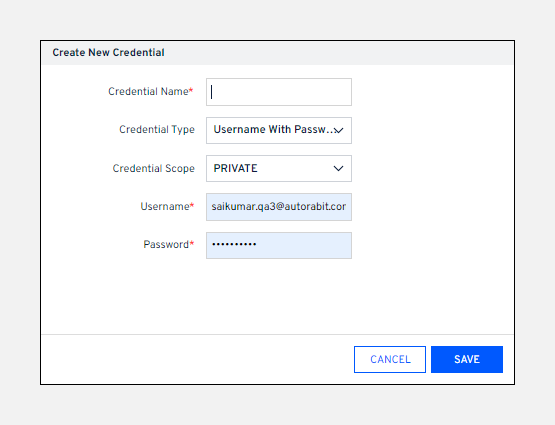 Create New Credential
Credential Name*
Credential Type Username With Passw...
Credential Scope PRIVATE
Username* saikumar.qa3@autorabit.cor
Password* ••••••••••
CANCEL SAVE